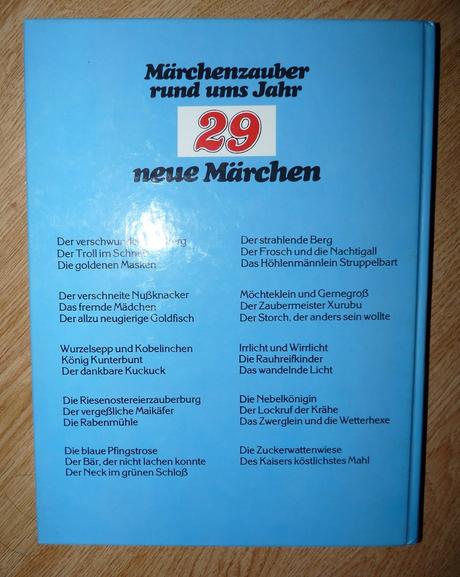 Märchenzauber
rund ums Jahr
29
neue Märchen
Der
Der Troll im
Die goldenen Masken
Der verschneite Nußknacker
Das fremde Mädchen
Der allzu neugierige Goldfisch
Wurzelsepp und Kobelinchen
König Kunterbunt
Der dankbare Kuckuck
Die Riesenostereierzauberburg
Der vergeßliche Maikäfer
Die Rabenmühle
Die blaue Pfingstrose
Der Bär, der nicht lachen konnte
Der Neck im grünen Schloß
Der strahlende Berg
Der Frosch und die Nachtigall
Das Höhlenmännlein Struppelbart
Möchteklein und Gernegroß
Der Zaubermeister Xurubu
Der Storch, der anders sein wollte
Irrlicht und Wirrlicht
Die Rauhreifkinder
Das wandelnde Licht
Die Nebelkönigin
Der Lockruf der Krähe
Das Zwerglein und die Wetterhexe
Die Zuckerwattenwiese
Des Kaisers köstlichstes Mahl